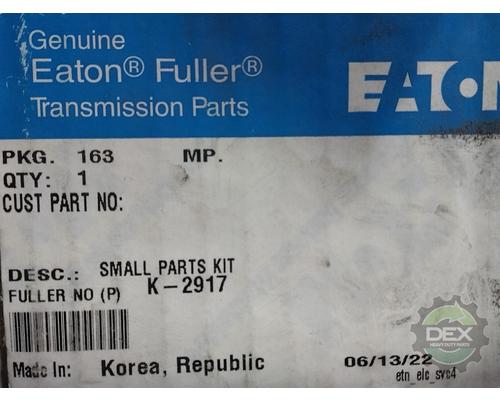 Genuine
Eaton® Fuller®
Transmission Parts
EATON
PKG. 163 MP.
QTY: 1
CUST PART NO:
DESC.: SMALL PARTS KIT
FULLER NO (P) K-2917
Made In: Korea, Republic
06/13/22
etn_elc_svc4
DEX
HEAVY DUTY PARTS